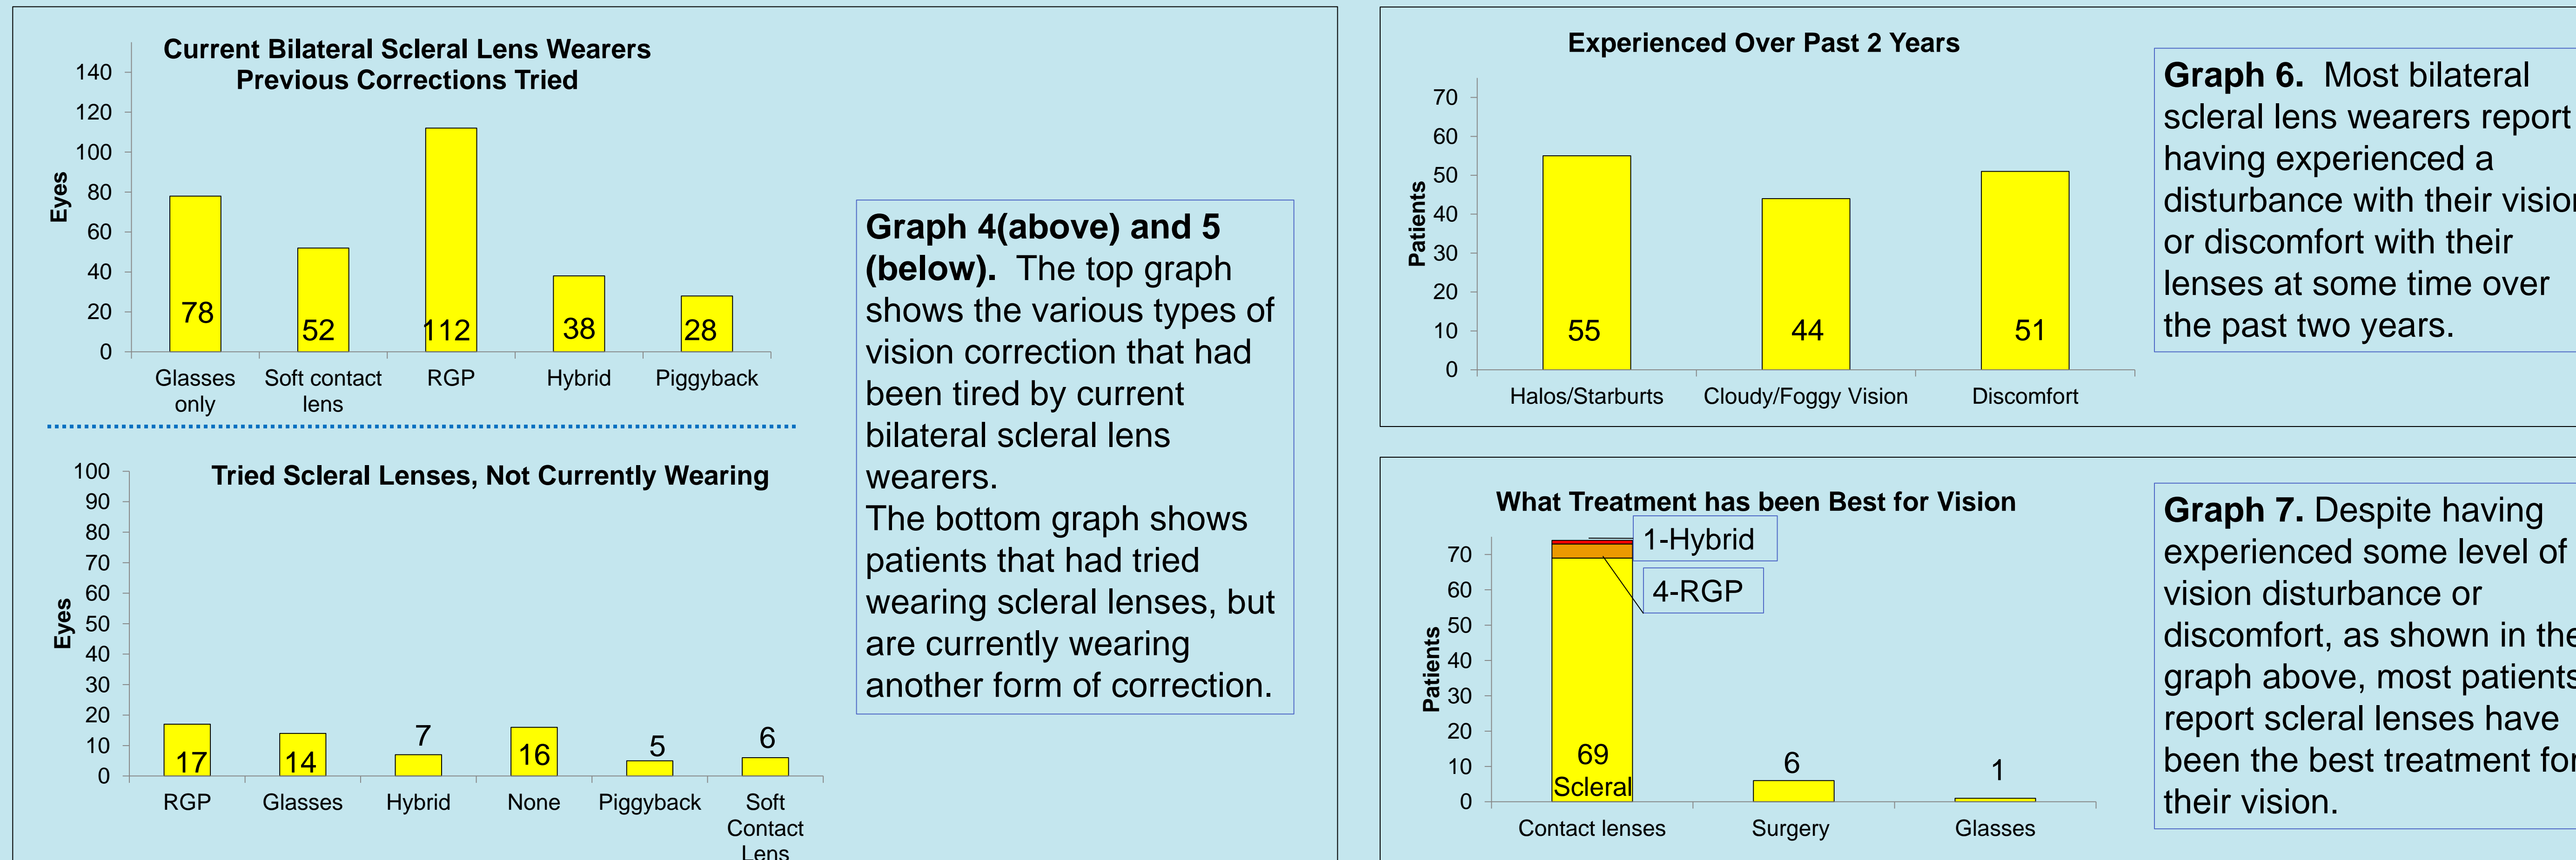 Current Bilateral Scleral Lens Wearers
Previous Corrections Tried
140
120
100
80
60
40
20
0
Eyes
78
52
112
38
28
Glasses only
Soft contact lens
RGP
Hybrid
Piggyback
Tried Scleral Lenses, Not Currently Wearing
100
90
80
70
60
50
40
30
20
10
0
Eyes
17
14
7
16
5
6
RGP
Glasses
Hybrid
None
Piggyback
Soft Contact Lens
Graph 4(above) and 5
(below). The top graph
shows the various types of
vision correction that had
been tired by current
bilateral scleral lens
wearers.
The bottom graph shows
patients that had tried
wearing scleral lenses, but
are currently wearing
another form of correction.
Experienced Over Past 2 Years
70
60
50
40
30
20
10
0
Patients
55
44
51
Halos/Starburts
Cloudy/Foggy Vision
Discomfort
Graph 6. Most bilateral
scleral lens wearers report
having experienced a
disturbance with their vision
or discomfort with their
lenses at some time over
the past two years.
What Treatment has been Best for Vision
1-Hybrid
4-RGP
70
60
50
40
30
20
10
0
Patients
69
Scleral
6
1
Contact lenses
Surgery
Glasses
Graph 7. Despite having
experienced some level of
vision disturbance or
discomfort, as shown in the
graph above, most patients
report scleral lenses have
been the best treatment for
their vision.